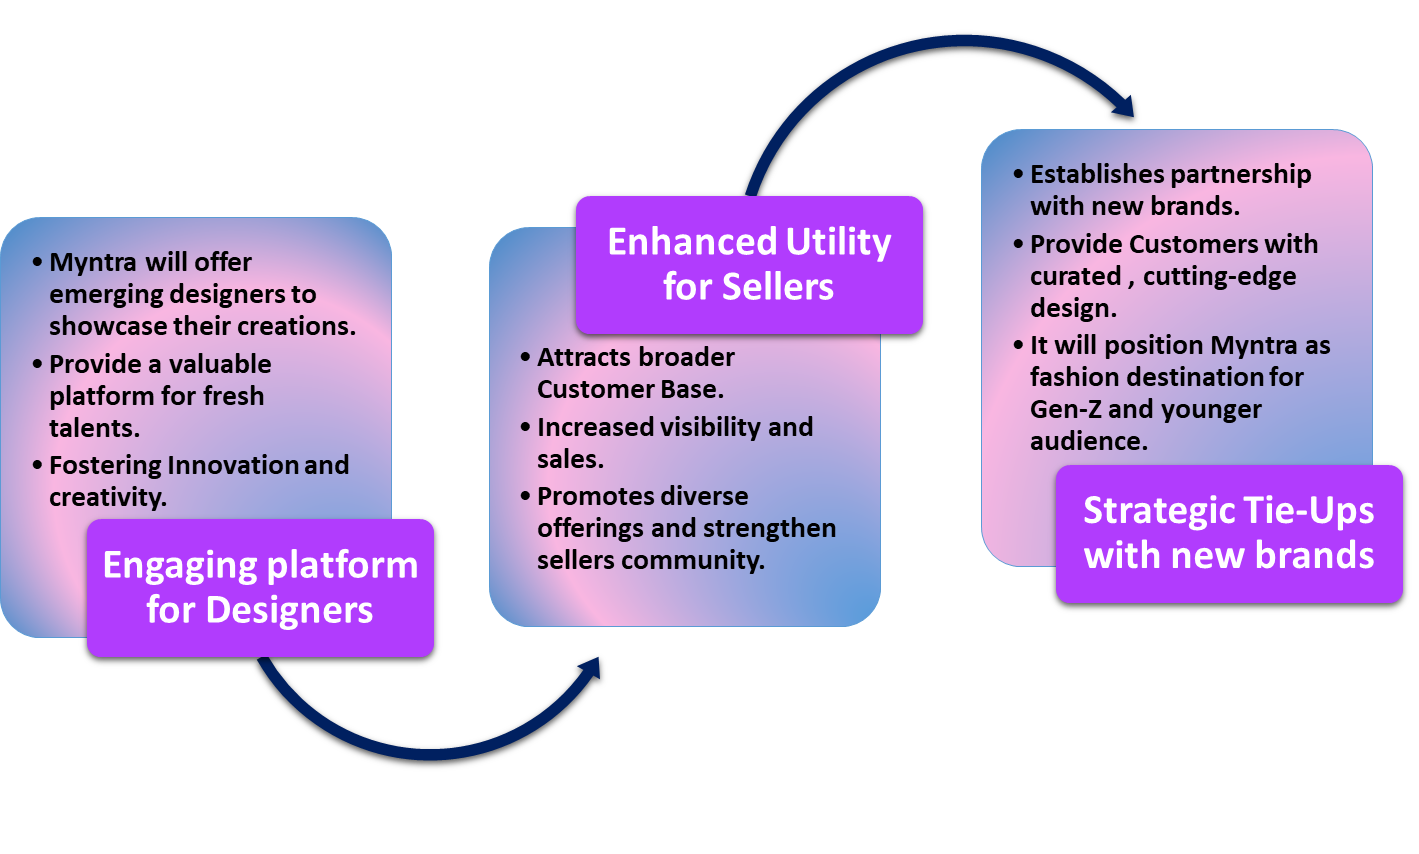 • Myntra will offer
emerging designers to
showcase their creations.
• Provide a valuable
platform for fresh
talents.
• Fostering Innovation and
creativity.
Engaging platform
for Designers
Enhanced Utility
for Sellers
• Attracts broader
Customer Base.
• Increased visibility and
sales.
• Promotes diverse
offerings and strengthen
sellers community.
• Establishes partnership
with new brands.
• Provide Customers with
curated , cutting-edge
design.
• It will position Myntra as
fashion destination for
Gen-Z and younger
audience.
Strategic Tie-Ups
with new brands